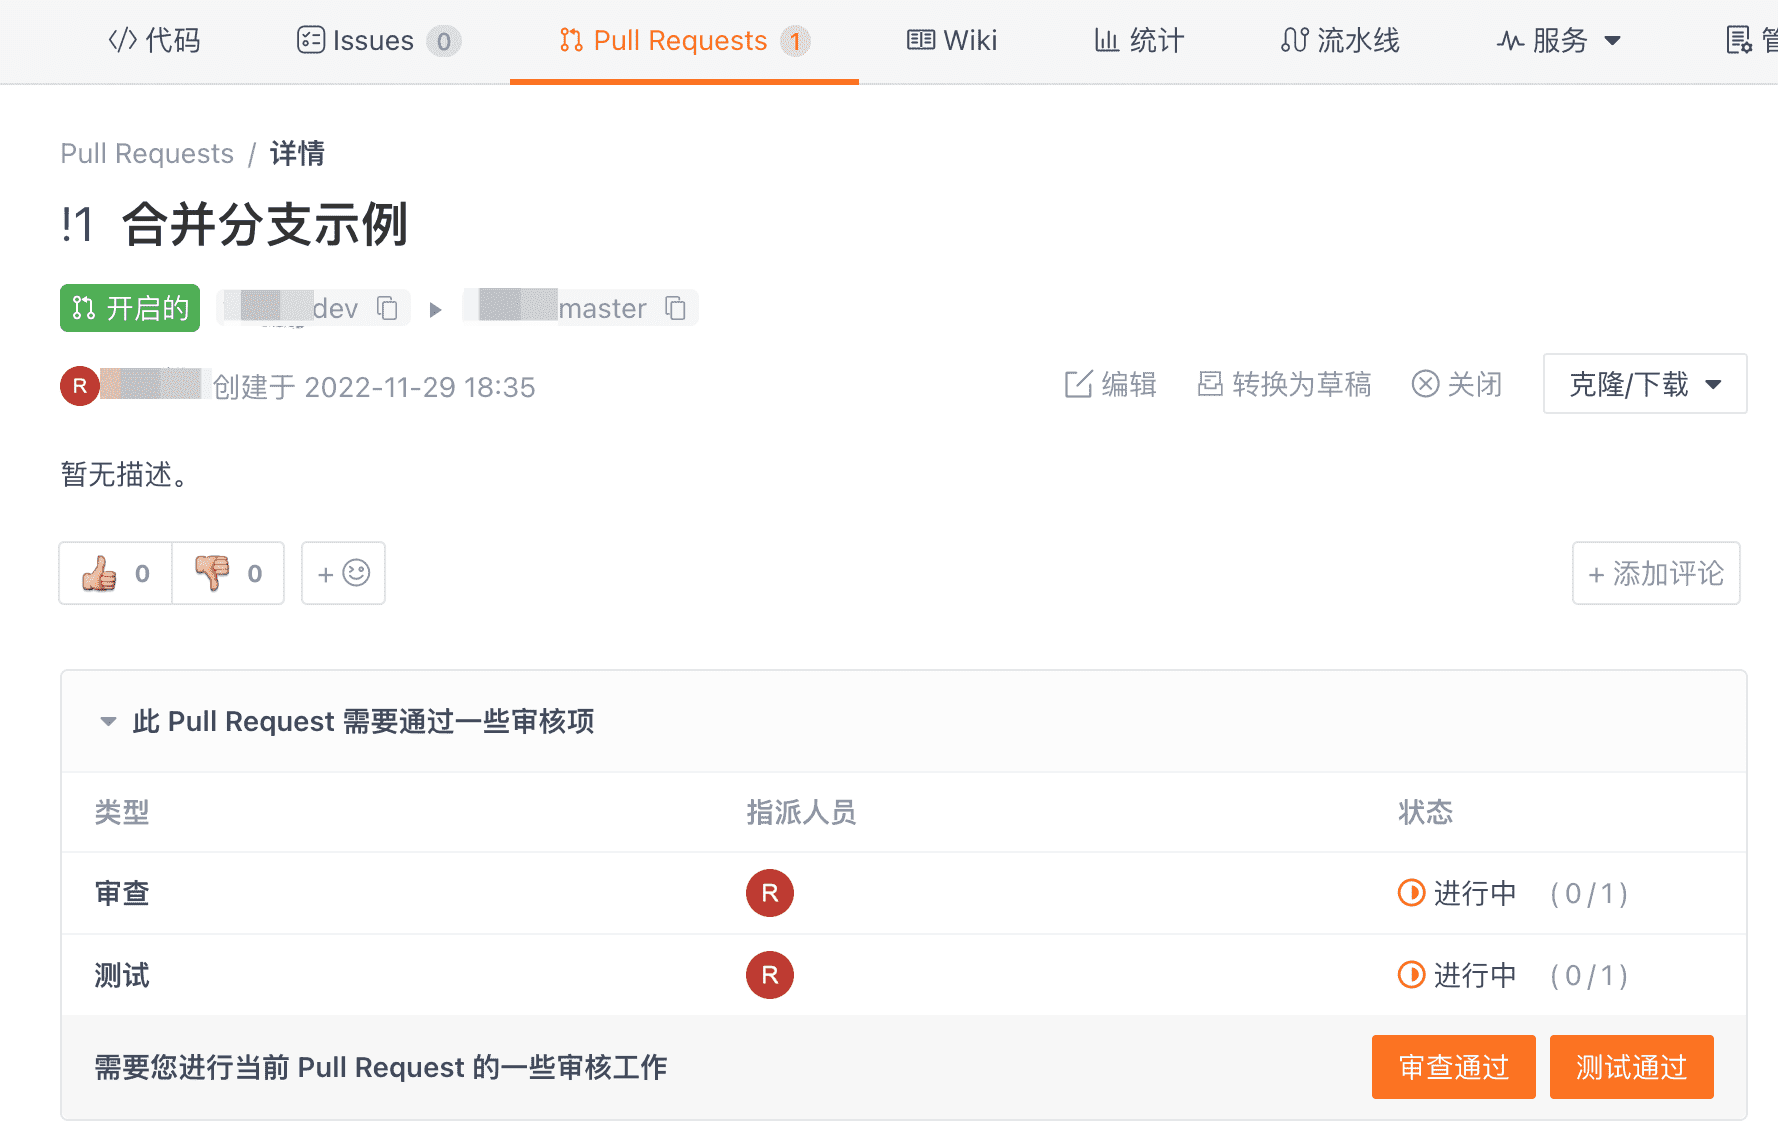 代码 Issues 0 Pull Requests 1 Wiki 统计 流水线 服务
Pull Requests / 详情
!1 合并分支示例
开启的 dev master
R 创建于 2022-11-29 18:35 编辑 转换为草稿 关闭 克隆/下载
暂无描述。
0 0 + + 添加评论
此 Pull Request 需要通过一些审核项
类型 指派人员 状态
审查 R 进行中 (0/1)
测试 R 进行中 (0/1)
需要您进行当前 Pull Request 的一些审核工作 审查通过 测试通过